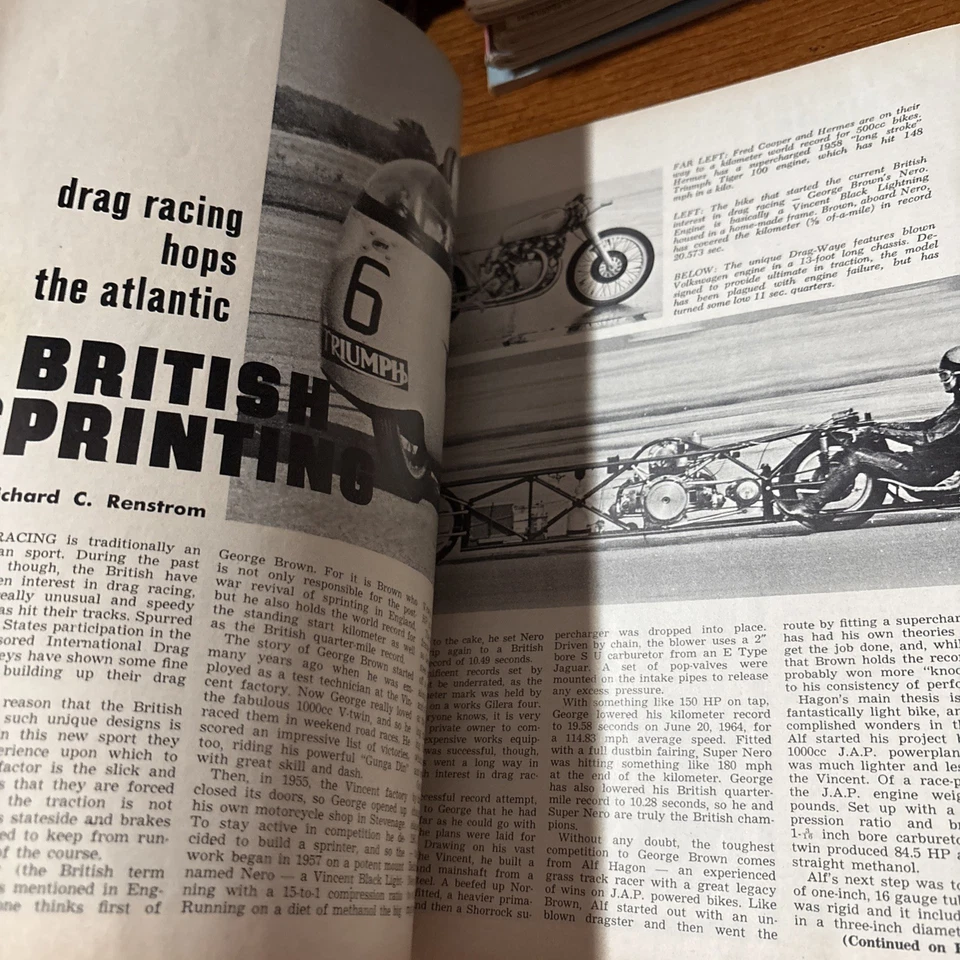 drag racing
hops
the atlantic
BRITISH
SPRINTING
Richard C. Renstrom
6
TRIUMPH
RACING is traditionally an
an sport. During the past
though, the British have
en interest in drag racing,
really unusual and speedy
as hit their tracks. Spurred
States participation in the
sored International Drag
eys have shown some fine
building up their drag
reason that the British
such unique designs is
n this new sport they
erience upon which to
factor is the slick and
s that they are forced
the traction is not
s stateside and brakes
ed to keep from run-
of the course.
(the British term
s mentioned in Eng-
one thinks first of
George Brown. For it is Brown who
is not only responsible for the post-
war revival of sprinting in England,
but he also holds the world record for
the standing start kilometer as well
as the British quarter-mile record.
The story of George Brown started
many years ago when he was em-
ployed as a test technician at the Vin-
cent factory. Now George really loved
the fabulous 1000cc V-twin, and so he
raced them in weekend road races. He
scored an impressive list of victories
too, riding his powerful "Gunga Din"
with great skill and dash.
Then, in 1955, the Vincent factory
closed its doors, so George opened up
his own motorcycle shop in Stevenage.
To stay active in competition he de-
cided to build a sprinter, and so the
work began in 1957 on a potent mount
named Nero — a Vincent Black Light-
ning with a 15-to-1 compression ratio
Running on a diet of methanol the big
FAR LEFT: Fred Cooper and Hermes are on their
way to a kilometer world record for 500cc bikes.
Hermes has a supercharged 1958 "long stroke"
Triumph Tiger 100 engine, which has hit 148
mph in a kilo.
LEFT: The bike that started the current British
interest in drag racing — George Brown's Nero.
Engine is basically a Vincent Black Lightning
housed in a home-made frame. Brown, aboard Nero,
has covered the kilometer (⅝ of-a-mile) in record
20.573 sec.
BELOW: The unique Drag-Waye features blown
Volkswagen engine in a 13-foot long chassis. De-
signed to provide ultimate in traction, the model
has been plagued with engine failure, but has
turned some low 11 sec. quarters.
to the cake, he set Nero
up again to a British
record of 10.49 seconds.
ificent records set by
be underrated, as the
meter mark was held by
on a works Gilera four.
yone knows, it is very
private owner to com-
expensive works equip-
was successful, though,
went a long way in
h interest in drag rac-
cessful record attempt,
to George that he had
far as he could go with
he plans were laid for
Drawing on his vast
he Vincent, he built a
nd mainshaft from a
eel. A beefed up Nor-
fitted, a heavier prima-
nd then a Shorrock su-
percharger was dropped into place.
Driven by chain, the blower uses a 2"
bore S U carburetor from an E Type
Jaguar. A set of pop-valves were
mounted on the intake pipes to release
any excess pressure.
With something like 150 HP on tap,
George lowered his kilometer record
to 19.58 seconds on June 20, 1964, for
a 114.83 mph average speed. Fitted
with a full dustbin fairing, Super Nero
was hitting something like 180 mph
at the end of the kilometer. George
has also lowered his British quarter-
mile record to 10.28 seconds, so he and
Super Nero are truly the British cham-
pions.
Without any doubt, the toughest
competition to George Brown comes
from Alf Hagon — an experienced
grass track racer with a great legacy
of wins on J.A.P. powered bikes. Like
Brown, Alf started out with an un-
blown dragster and then went the
route by fitting a superchar
has had his own theories
get the job done, and, whil
that Brown holds the recor
probably won more "knoc
to his consistency of perfo
Hagon's main thesis is
fantastically light bike, an
complished wonders in th
Alf started his project b
1000cc J.A.P. powerplan
was much lighter and les
the Vincent. Of a race-p
the J.A.P. engine weig
pounds. Set up with a
pression ratio and br
inch bore carbureto
twin produced 84.5 HP a
straight methanol.
Alf's next step was to
of one-inch, 16 gauge tub
was rigid and it include
in a three-inch diamet
(Continued on P